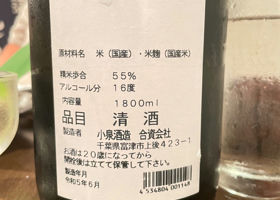 原材料名　米（国産）・米麹（国産米）
精米歩合　55％
アルコール分　16度
内容量　1800ml
品目　清酒
製造者　小泉酒造　合資会社
千葉県富津市上後423－1
お酒は20歳になってから
開栓後は立てて保管して下さい。
製造年月
令和5年6月
4534804001148